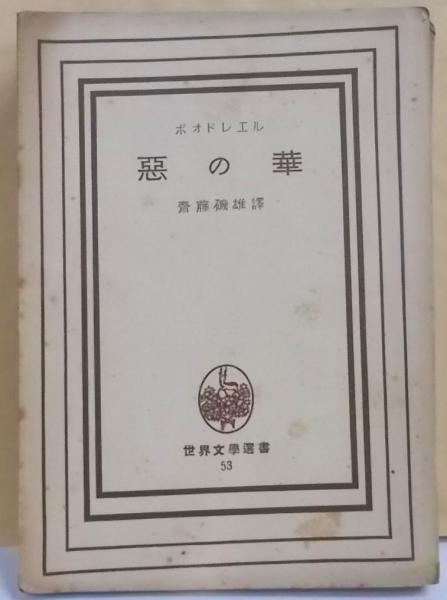 ボオドレエル
惡の華
齋藤磯雄譯
世界文學選書
53